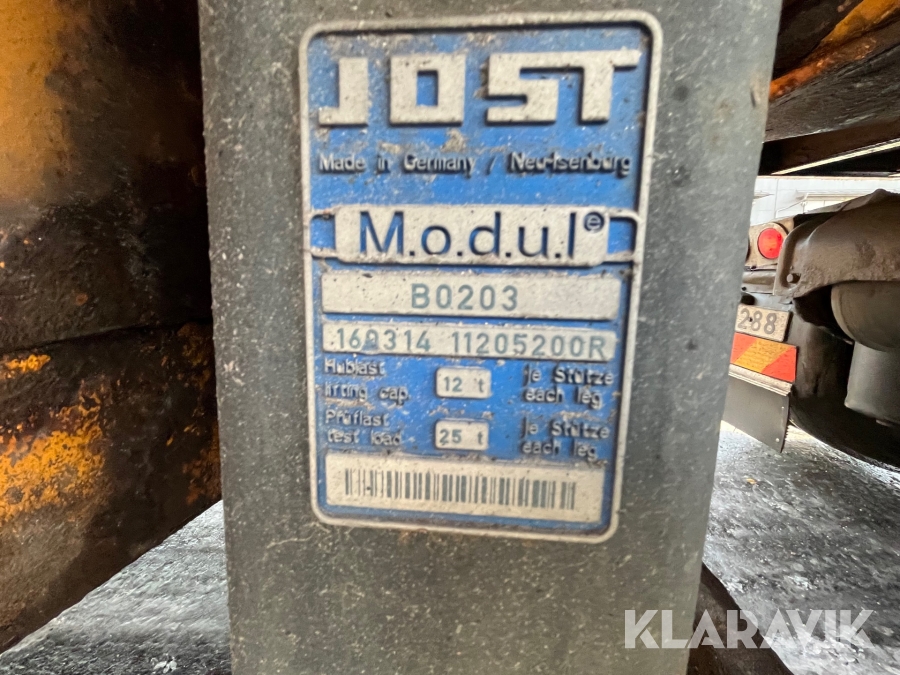 JOST
Made in Germany / Neu-Isenburg
M.o.d.u.l e
B0203
11205200R
Hublast 12 t je Stütze
lifting cap. each leg
Prüflast 25 t je Stütze
test load each leg
288
KLARAVIK